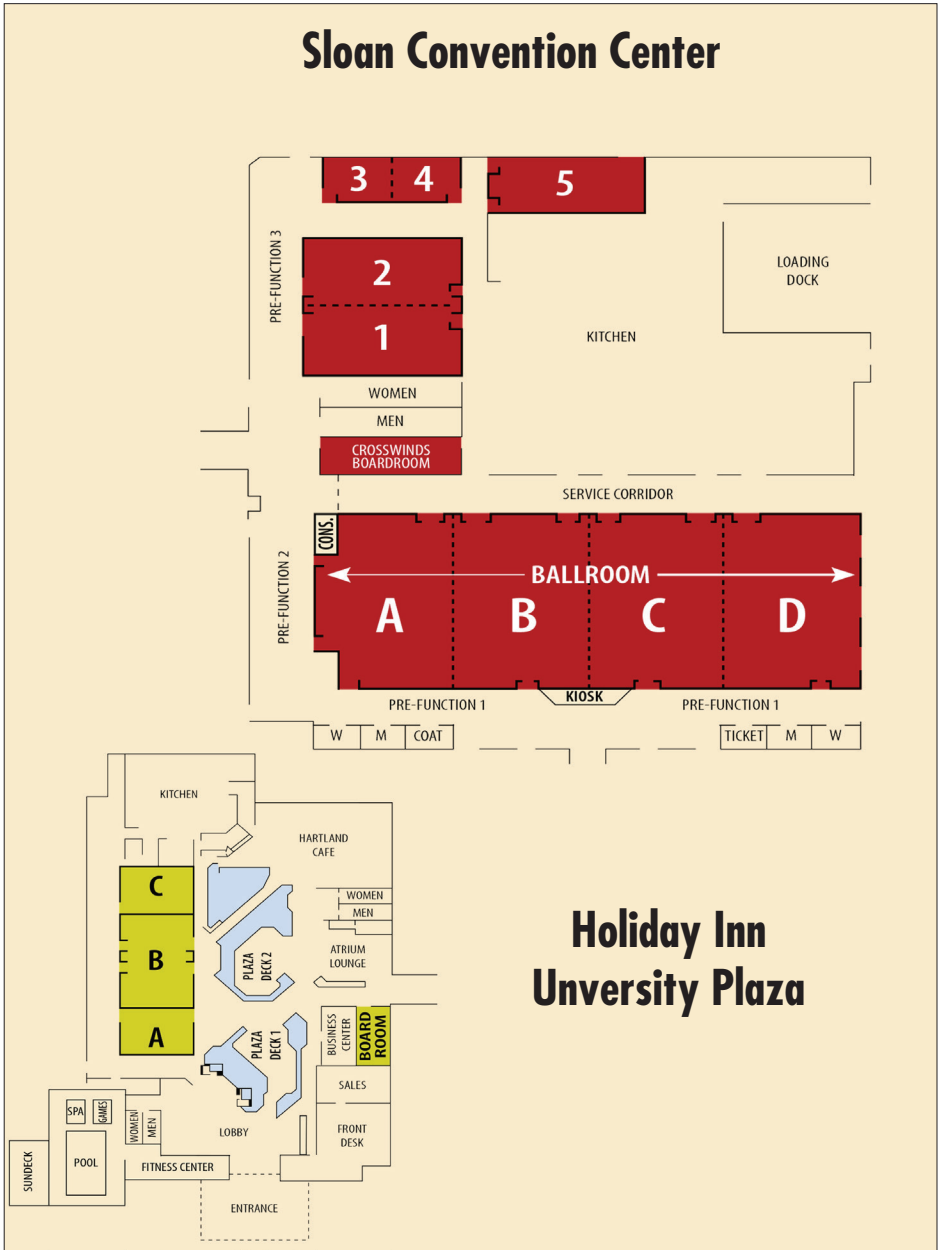 Sloan Convention Center
3
4
5
PRE-FUNCTION 3
2
1
LOADING
DOCK
KITCHEN
WOMEN
MEN
CROSSWINDS
BOARDROOM
SERVICE CORRIDOR
CONS.
PRE-FUNCTION 2
BALLROOM
A
B
C
D
KIOSK
PRE-FUNCTION 1
PRE-FUNCTION 1
W
M
COAT
TICKET
M
W
KITCHEN
HARTLAND
CAFE
C
WOMEN
MEN
B
PLAZA
DECK 2
ATRIUM
LOUNGE
Holiday Inn
Unversity Plaza
A
PLAZA
DECK 1
BUSINESS
CENTER
BOARD
ROOM
SALES
SPA
GAMES
WOMEN
MEN
LOBBY
FRONT
DESK
SUNDECK
POOL
FITNESS CENTER
ENTRANCE